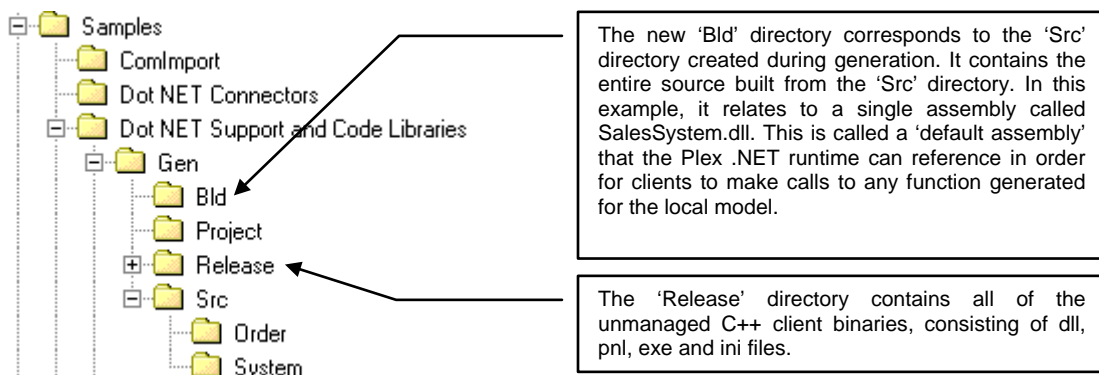 Samples
ComImport
Dot NET Connectors
Dot NET Support and Code Libraries
Gen
Bld
Project
Release
Src
Order
System
The new ‘Bld’ directory corresponds to the ‘Src’
directory created during generation. It contains the
entire source built from the ‘Src’ directory. In this
example, it relates to a single assembly called
SalesSystem.dll. This is called a ‘default assembly’
that the Plex .NET runtime can reference in order
for clients to make calls to any function generated
for the local model.
The ‘Release’ directory contains all of the
unmanaged C++ client binaries, consisting of dll,
pnl, exe and ini files.